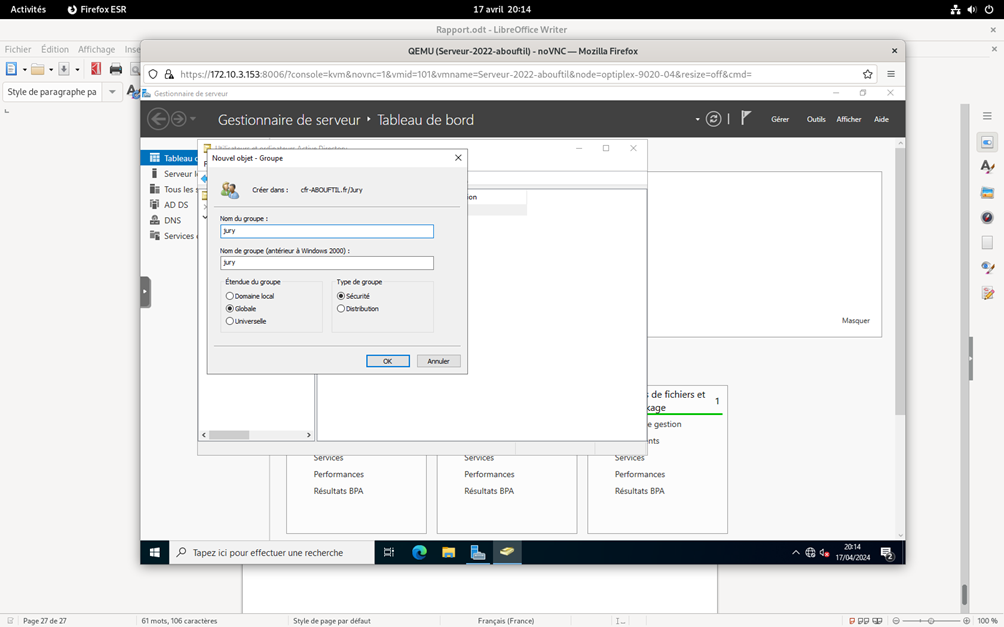 Activités Firefox ESR 17 avril 20:14
Rapport.odt - LibreOffice Writer
Fichier Édition Affichage Inse
QEMU (Serveur-2022-abouftil) - noVNC — Mozilla Firefox
https://172.10.3.153:8006/?console=kvm&novnc=1&vmid=101&vmname=Serveur-2022-abouftil&node=optiplex-9020-04&resize=off&cmd=
Style de paragraphe pa
Gestionnaire de serveur
Gestionnaire de serveur ‣ Tableau de bord
Gérer Outils Afficher Aide
Utilisateurs et ordinateurs Active Directory
Nouvel objet - Groupe
Tableau
Serveur l
Tous les
AD DS
DNS
Services
Créer dans : cfr-ABOUFTIL.fr/Jury
ion
Nom du groupe :
jury
Nom de groupe (antérieur à Windows 2000) :
jury
Étendue du groupe
Domaine local
Globale
Universelle
Type de groupe
Sécurité
Distribution
OK Annuler
Masquer
s de fichiers et
kage
1
e gestion
ents
Services
Performances
Résultats BPA
Services
Performances
Résultats BPA
Services
Performances
Résultats BPA
Tapez ici pour effectuer une recherche
20:14
17/04/2024
2
Page 27 de 27 61 mots, 106 caractères Style de page par défaut Français (France) 100 %